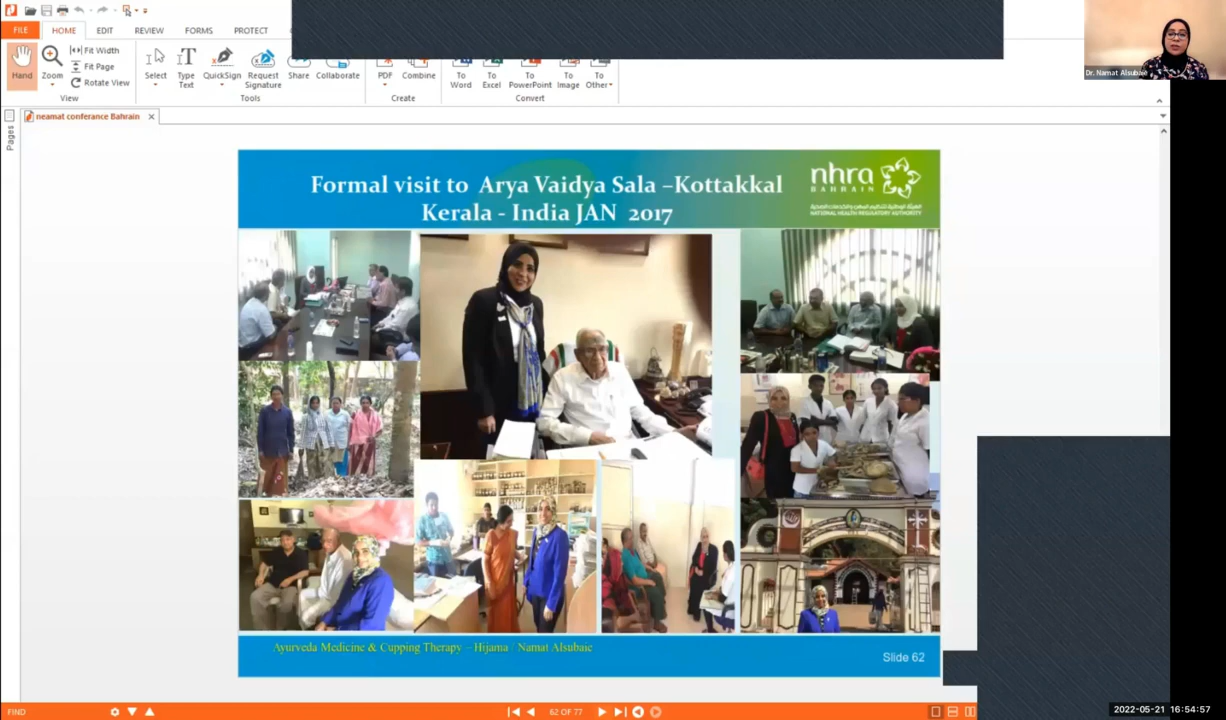 FILE
HOME
EDIT
REVIEW
FORMS
PROTECT
Hand
Zoom
Fit Width
Fit Page
Rotate View
View
Select
Type Text
QuickSign
Request Signature
Share
Collaborate
Tools
PDF
Combine
Create
To Word
To Excel
To PowerPoint
To Image
To Other
Convert
Dr. Namat Alsubaie
neamat conferance Bahrain
Pages
Formal visit to Arya Vaidya Sala –Kottakkal
Kerala - India JAN 2017
nhra
BAHRAIN
NATIONAL HEALTH REGULATORY AUTHORITY
Ayurveda Medicine & Cupping Therapy – Hijama / Namat Alsubaie
Slide 62
FIND
62 OF 77
2022-05-21 16:54:57